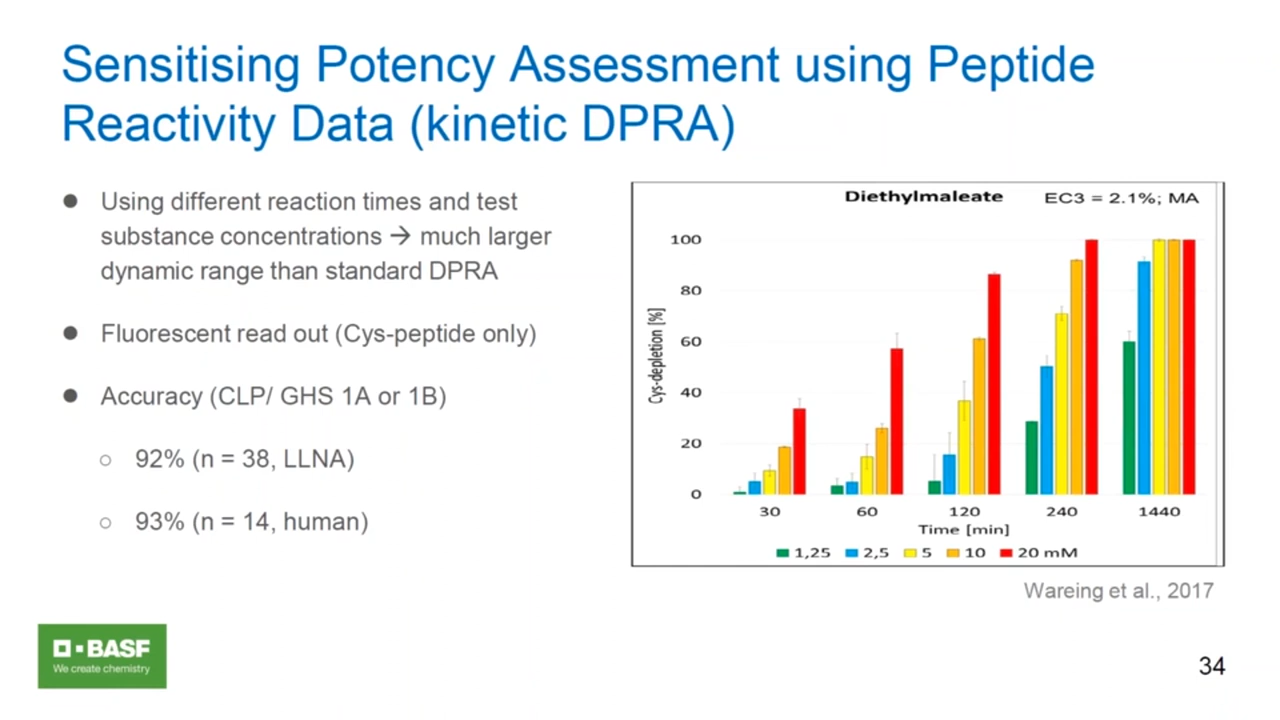 Sensitising Potency Assessment using Peptide
Reactivity Data (kinetic DPRA)
● Using different reaction times and test
substance concentrations → much larger
dynamic range than standard DPRA
● Fluorescent read out (Cys-peptide only)
● Accuracy (CLP/ GHS 1A or 1B)
○ 92% (n = 38, LLNA)
○ 93% (n = 14, human)
Diethylmaleate EC3 = 2.1%; MA
Cys-depletion [%]
100
80
60
40
20
0
30 60 120 240 1440
Time [min]
1,25 2,5 5 10 20 mM
Wareing et al., 2017
BASF
We create chemistry
34